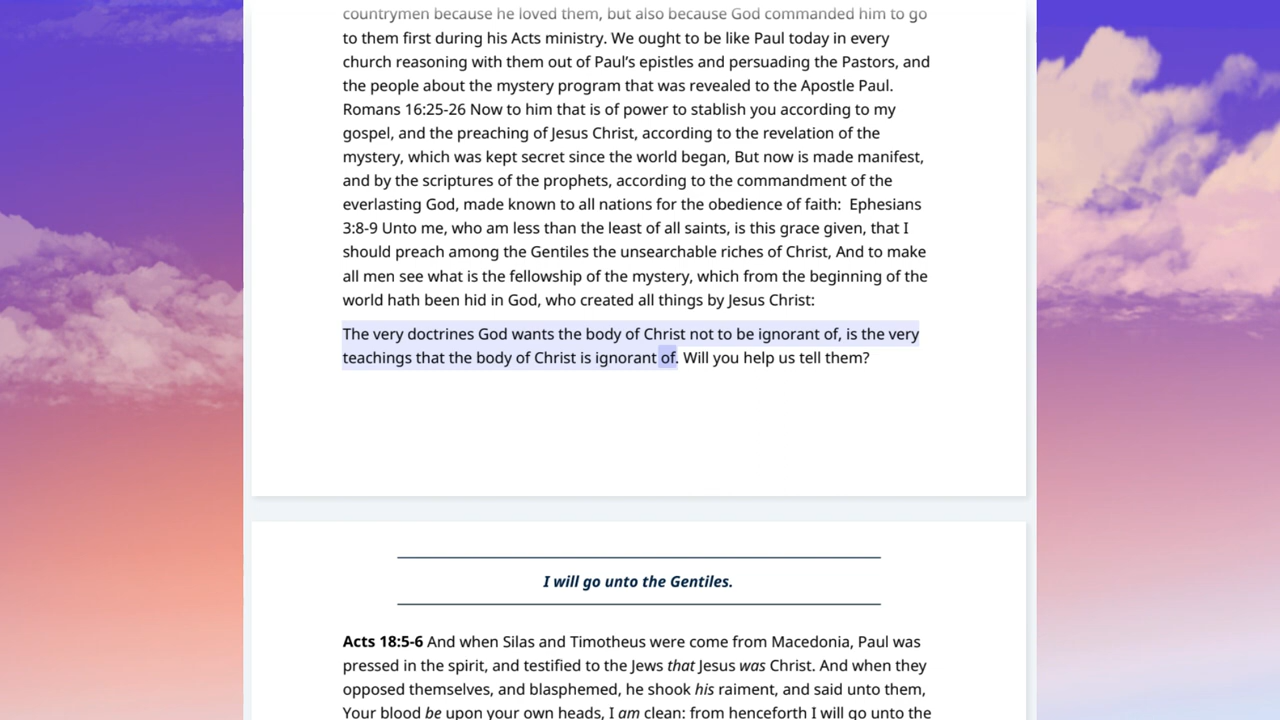 countrymen because he loved them, but also because God commanded him to go
to them first during his Acts ministry. We ought to be like Paul today in every
church reasoning with them out of Paul’s epistles and persuading the Pastors, and
the people about the mystery program that was revealed to the Apostle Paul.
Romans 16:25-26 Now to him that is of power to stablish you according to my
gospel, and the preaching of Jesus Christ, according to the revelation of the
mystery, which was kept secret since the world began, But now is made manifest,
and by the scriptures of the prophets, according to the commandment of the
everlasting God, made known to all nations for the obedience of faith:  Ephesians
3:8-9 Unto me, who am less than the least of all saints, is this grace given, that I
should preach among the Gentiles the unsearchable riches of Christ, And to make
all men see what is the fellowship of the mystery, which from the beginning of the
world hath been hid in God, who created all things by Jesus Christ:
The very doctrines God wants the body of Christ not to be ignorant of, is the very
teachings that the body of Christ is ignorant of. Will you help us tell them?
I will go unto the Gentiles.
Acts 18:5-6 And when Silas and Timotheus were come from Macedonia, Paul was
pressed in the spirit, and testified to the Jews that Jesus was Christ. And when they
opposed themselves, and blasphemed, he shook his raiment, and said unto them,
Your blood be upon your own heads, I am clean: from henceforth I will go unto the